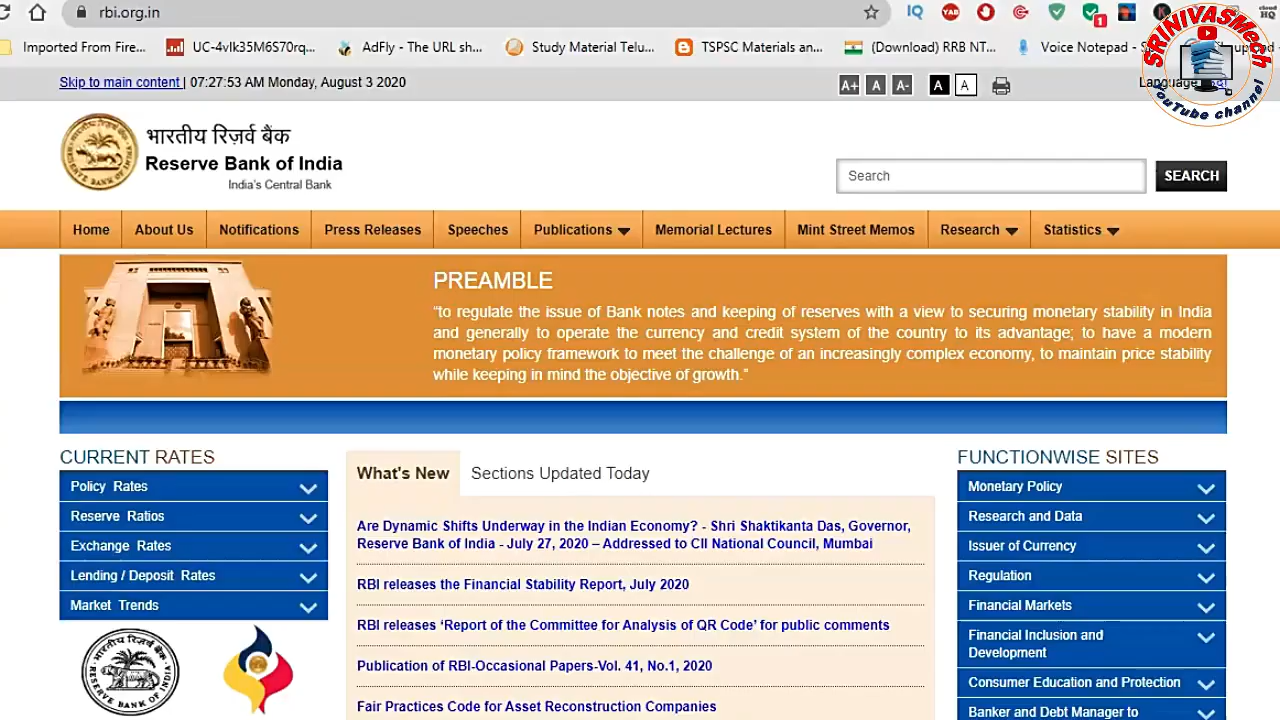 rbi.org.in
Imported From Fire...
UC-4vIk35M6S70rq...
AdFly - The URL sh...
Study Material Telu...
TSPSC Materials an...
(Download) RRB NT...
Voice Notepad -
Skip to main content | 07:27:53 AM Monday, August 3 2020
A+ A A- A A
Language
SRINIVASMech
YouTube channel
भारतीय रिज़र्व बैंक
Reserve Bank of India
India's Central Bank
Search
SEARCH
Home
About Us
Notifications
Press Releases
Speeches
Publications
Memorial Lectures
Mint Street Memos
Research
Statistics
PREAMBLE
“to regulate the issue of Bank notes and keeping of reserves with a view to securing monetary stability in India
and generally to operate the currency and credit system of the country to its advantage; to have a modern
monetary policy framework to meet the challenge of an increasingly complex economy, to maintain price stability
while keeping in mind the objective of growth.”
CURRENT RATES
Policy Rates
Reserve Ratios
Exchange Rates
Lending / Deposit Rates
Market Trends
भारतीय रिज़र्व बैंक
RESERVE BANK OF INDIA
What's New
Sections Updated Today
Are Dynamic Shifts Underway in the Indian Economy? - Shri Shaktikanta Das, Governor,
Reserve Bank of India - July 27, 2020 – Addressed to CII National Council, Mumbai
RBI releases the Financial Stability Report, July 2020
RBI releases ‘Report of the Committee for Analysis of QR Code’ for public comments
Publication of RBI-Occasional Papers-Vol. 41, No.1, 2020
Fair Practices Code for Asset Reconstruction Companies
FUNCTIONWISE SITES
Monetary Policy
Research and Data
Issuer of Currency
Regulation
Financial Markets
Financial Inclusion and
Development
Consumer Education and Protection
Banker and Debt Manager to